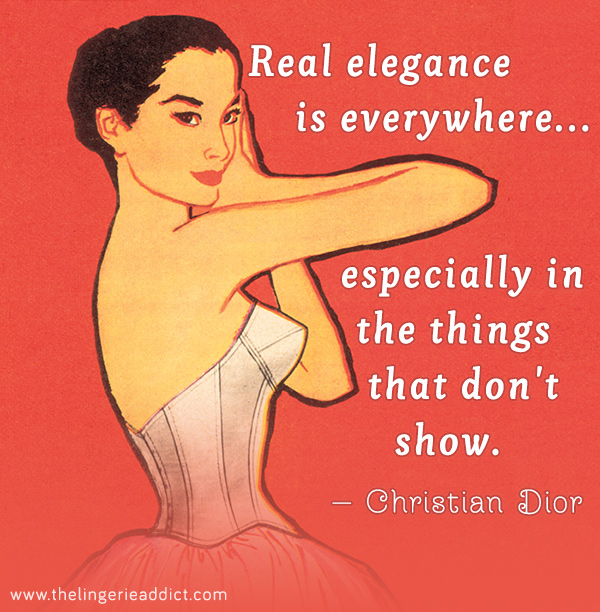 Real elegance
is everywhere...
especially in
the things
that don't
show.
– Christian Dior
www.thelingerieaddict.com